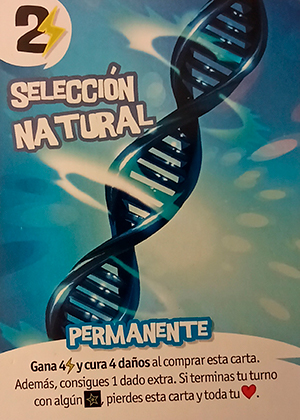 2⚡
SELECCIÓN
NATURAL
PERMANENTE
Gana 4⚡ y cura 4 daños al comprar esta carta.
Además, consigues 1 dado extra. Si terminas tu turno
con algún ⭐, pierdes esta carta y toda tu ❤.